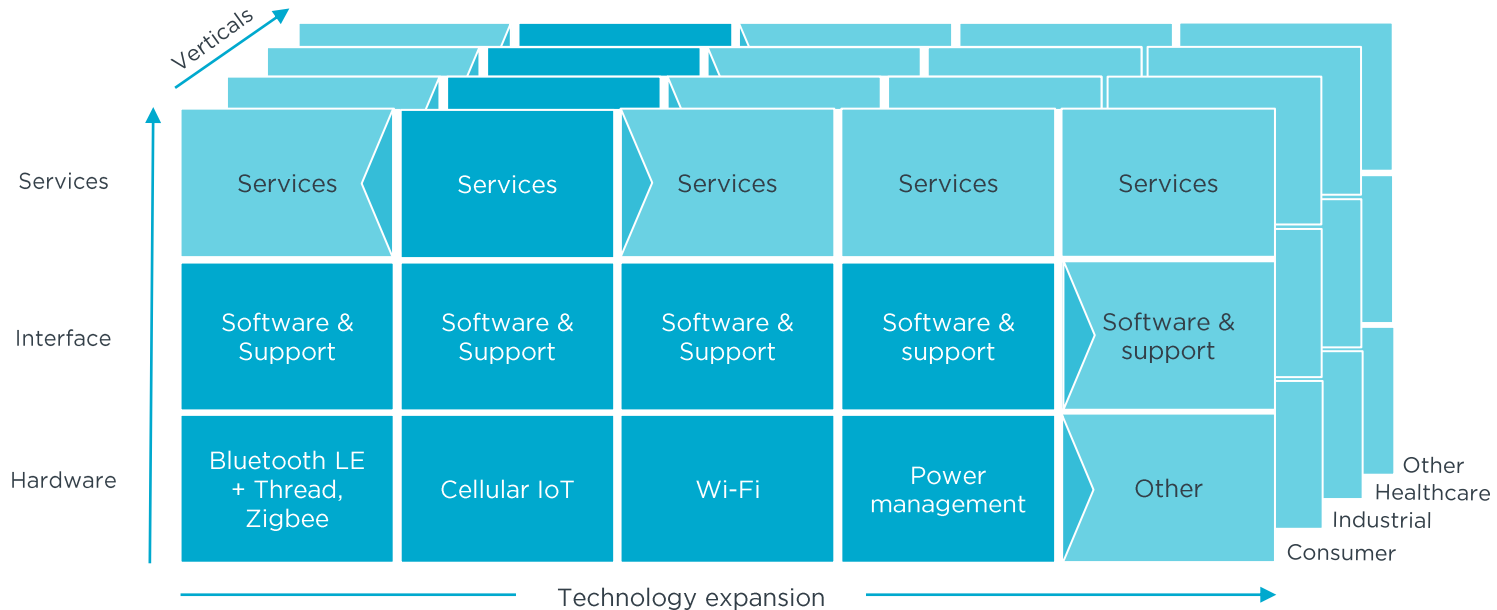 Verticals
Services
Services
Services
Services
Services
Services
Interface
Software &
Support
Software &
Support
Software &
Support
Software &
support
Software &
support
Hardware
Bluetooth LE
+ Thread,
Zigbee
Cellular IoT
Wi-Fi
Power
management
Other
Other
Healthcare
Industrial
Consumer
Technology expansion